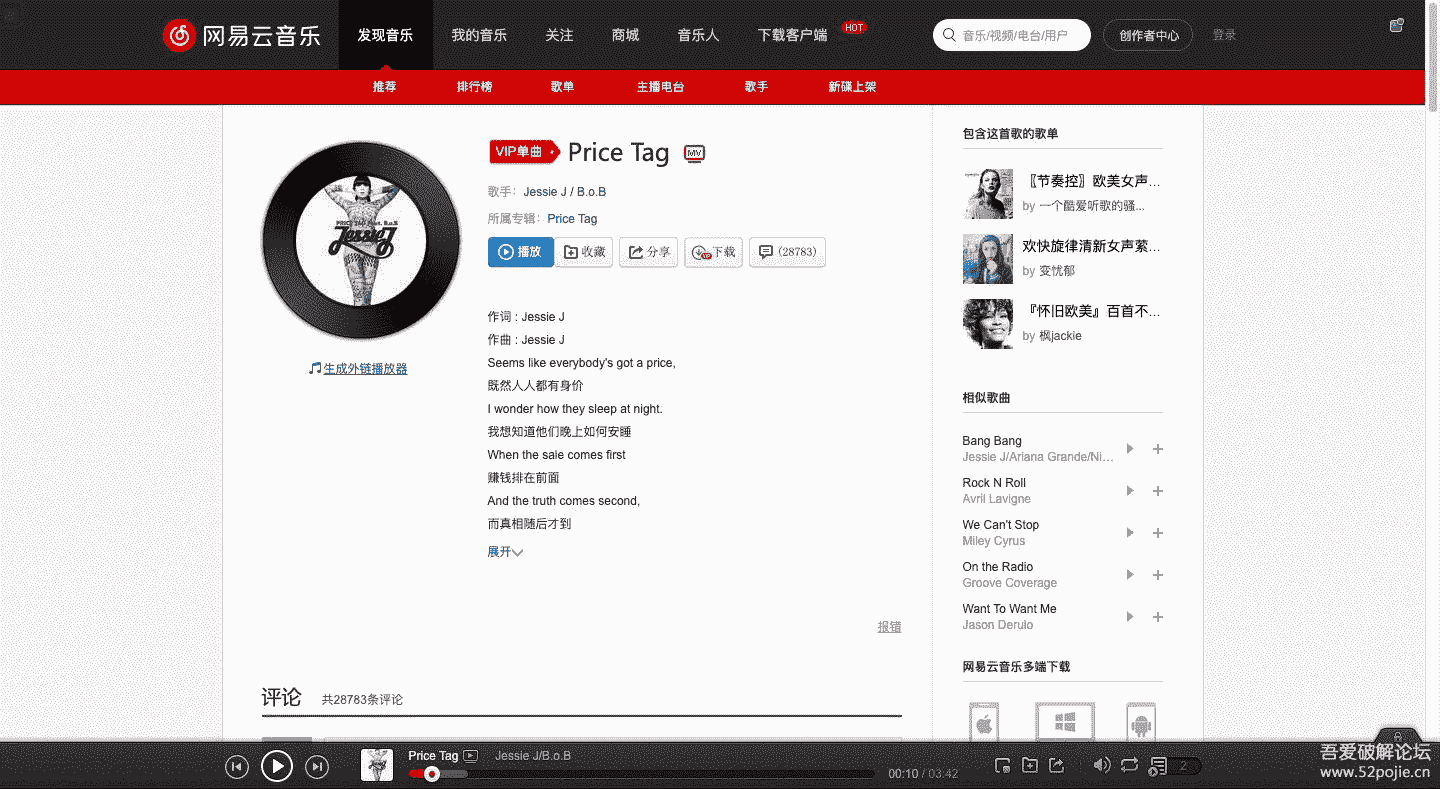 网易云音乐
发现音乐 我的音乐 关注 商城 音乐人 下载客户端 HOT
音乐/视频/电台/用户
创作者中心
登录
推荐 排行榜 歌单 主播电台 歌手 新碟上架
VIP单曲 Price Tag MV
歌手: Jessie J / B.o.B
所属专辑: Price Tag
播放 收藏 分享 下载 (28783)
生成外链播放器
作词 : Jessie J
作曲 : Jessie J
Seems like everybody's got a price,
既然人人都有身价
I wonder how they sleep at night.
我想知道他们晚上如何安睡
When the sale comes first
赚钱排在前面
And the truth comes second,
而真相随后才到
展开
报错
评论 共28783条评论
包含这首歌的歌单
〖节奏控〗欧美女声...
by 一个酷爱听歌的骚...
欢快旋律清新女声萦...
by 变忧郁
『怀旧欧美』百首不...
by 枫jackie
相似歌曲
Bang Bang
Jessie J/Ariana Grande/Ni...
Rock N Roll
Avril Lavigne
We Can't Stop
Miley Cyrus
On the Radio
Groove Coverage
Want To Want Me
Jason Derulo
网易云音乐多端下载
Price Tag Jessie J/B.o.B
00:10 / 03:42
2
吾爱破解论坛
www.52pojie.cn